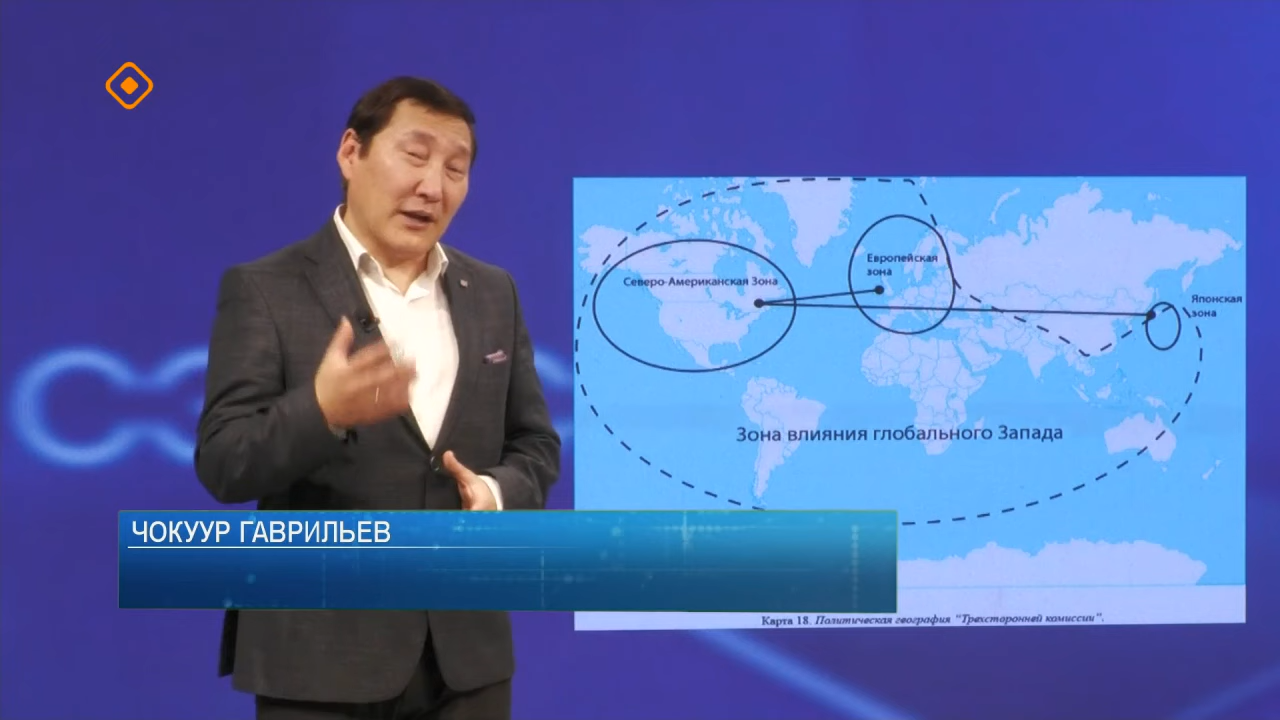 Северо-Американская Зона
Европейская
зона
Японская
зона
Зона влияния глобального Запада
ЧОКУУР ГАВРИЛЬЕВ
Карта 18. Политическая география "Трехсторонней комиссии".